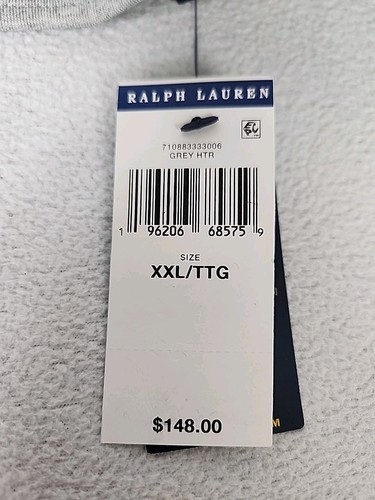 RALPH LAUREN
710883333006
GREY HTR
1 96206 68575 9
SIZE
XXL/TTG
$148.00
M